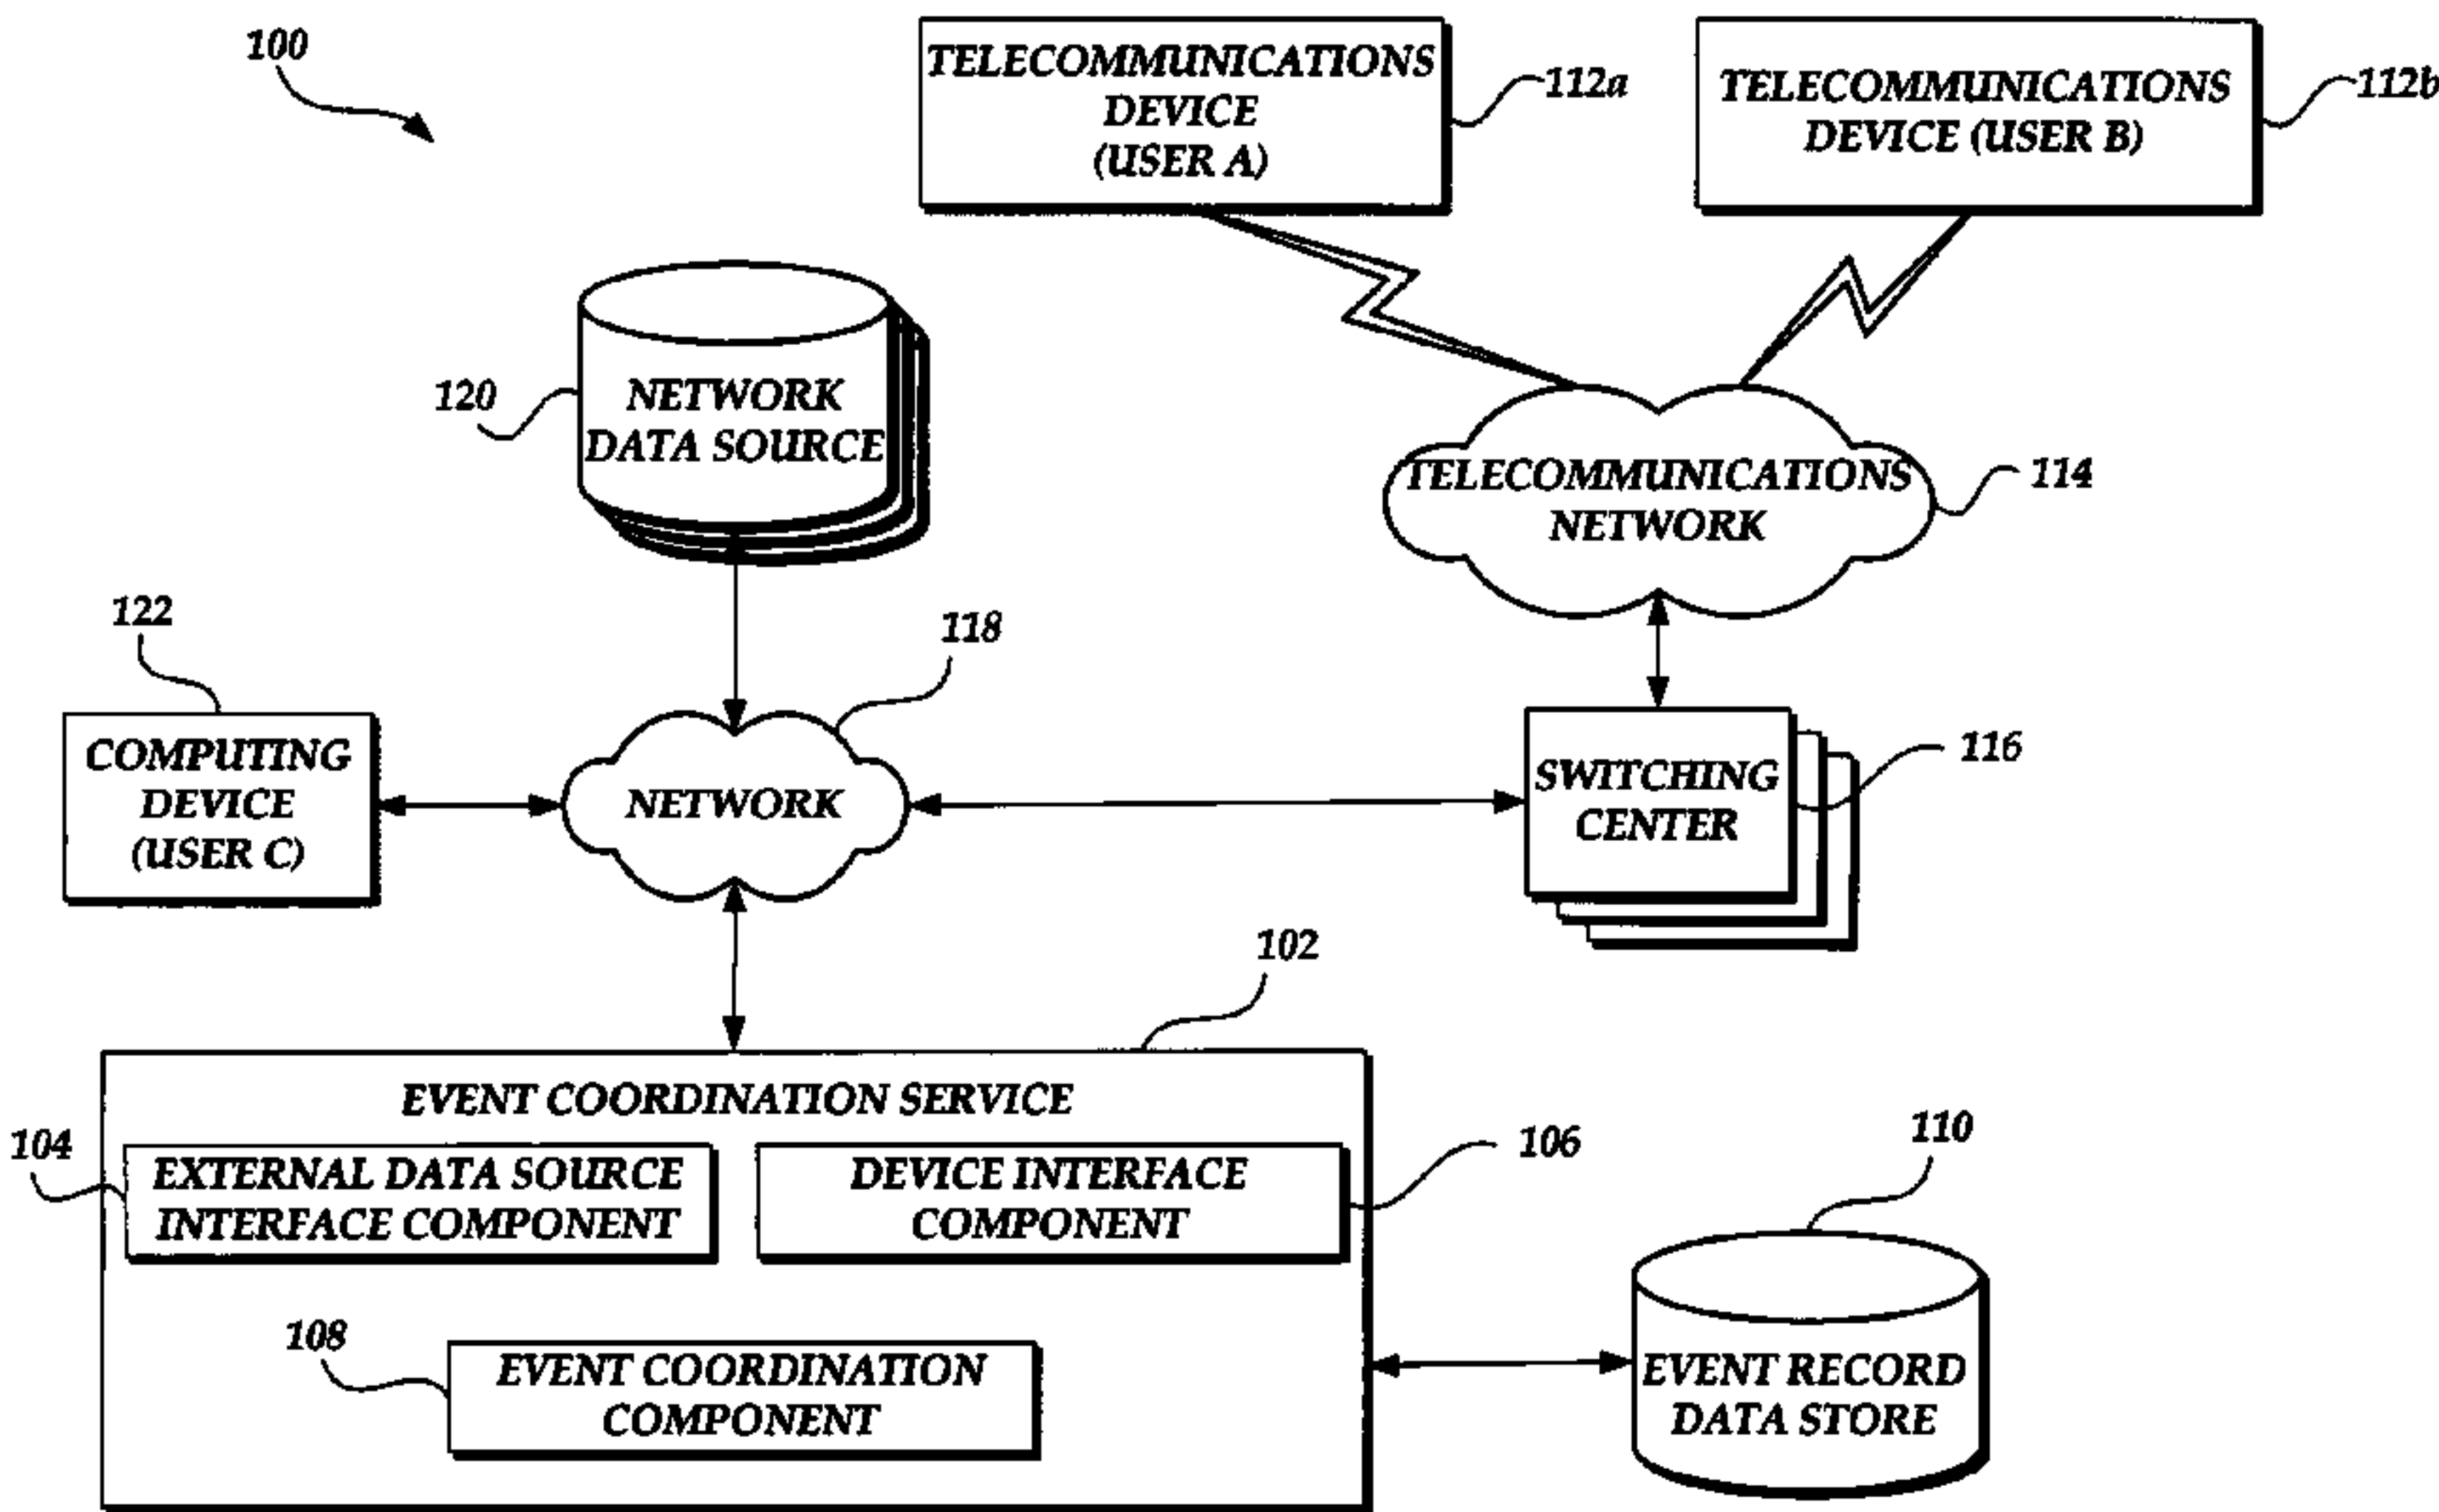 100
TELECOMMUNICATIONS
DEVICE
(USER A)
112a
TELECOMMUNICATIONS
DEVICE (USER B)
112b
120
NETWORK
DATA SOURCE
TELECOMMUNICATIONS
NETWORK
114
122
118
COMPUTING
DEVICE
(USER C)
NETWORK
SWITCHING
CENTER
116
102
EVENT COORDINATION SERVICE
104
EXTERNAL DATA SOURCE
INTERFACE COMPONENT
DEVICE INTERFACE
COMPONENT
106
110
108
EVENT COORDINATION
COMPONENT
EVENT RECORD
DATA STORE